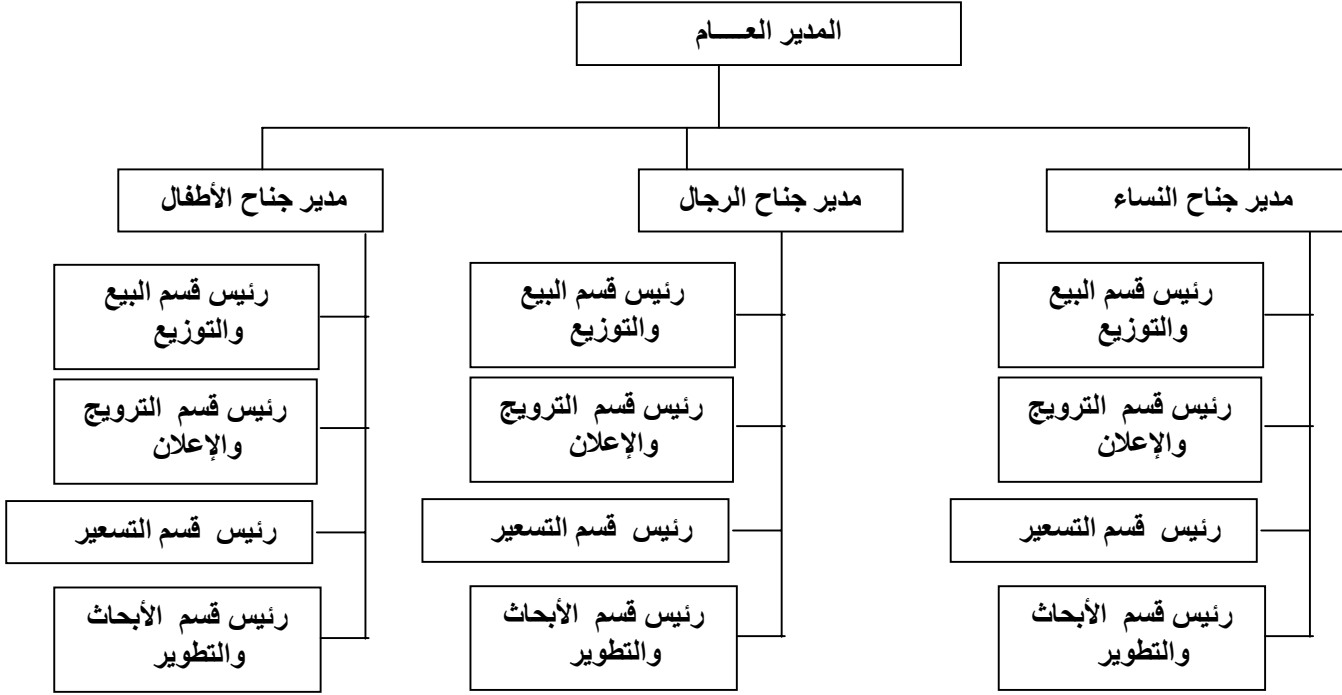 المدير العـــــام
مدير جناح النساء
مدير جناح الرجال
مدير جناح الأطفال
رئيس قسم البيع
والتوزيع
رئيس قسم البيع
والتوزيع
رئيس قسم البيع
والتوزيع
رئيس قسم الترويج
والإعلان
رئيس قسم الترويج
والإعلان
رئيس قسم الترويج
والإعلان
رئيس قسم التسعير
رئيس قسم التسعير
رئيس قسم التسعير
رئيس قسم الأبحاث
والتطوير
رئيس قسم الأبحاث
والتطوير
رئيس قسم الأبحاث
والتطوير